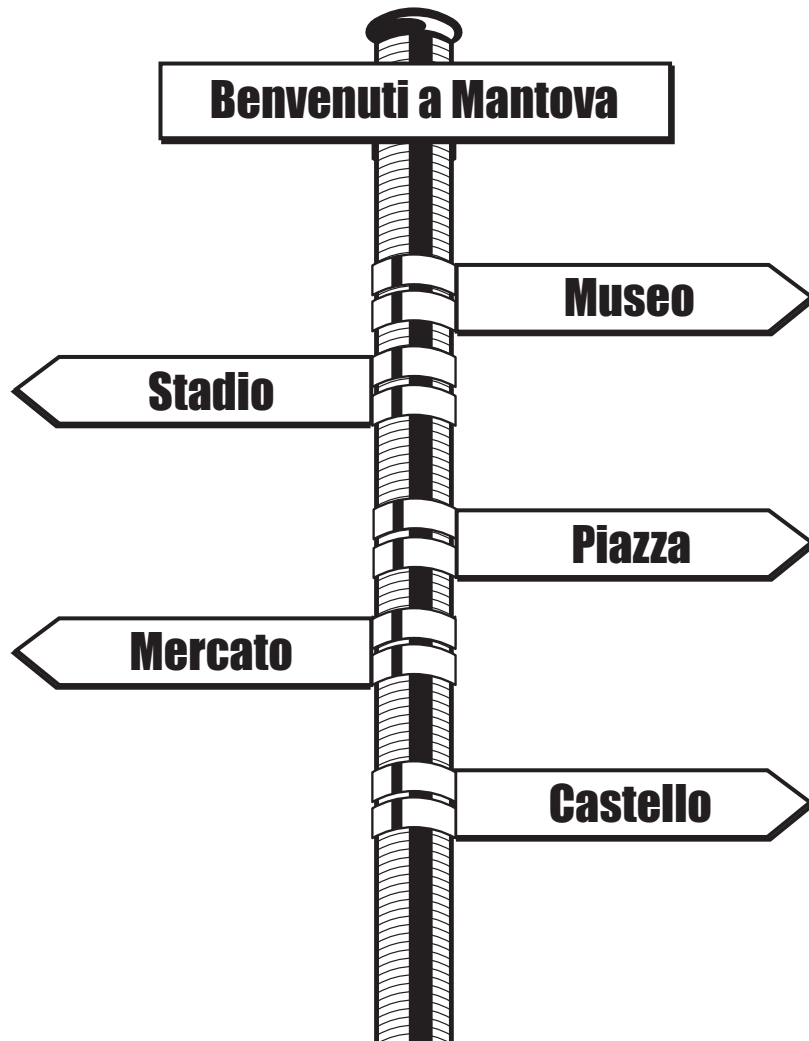 Benvenuti a Mantova
Museo
Stadio
Piazza
Mercato
Castello